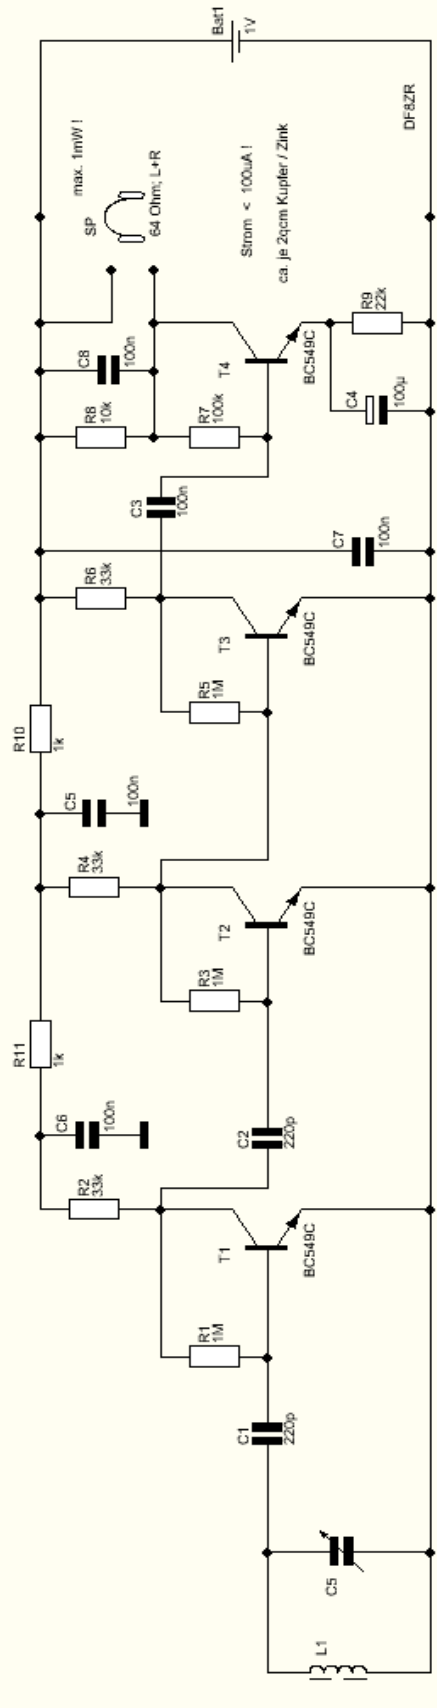 Bat1
1V
max. 1mW !
SP
64 Ohm; L+R
Strom < 100uA !
ca. je 2qcm Kupfer / Zink
DF8ZR
C8
100n
R8
10k
R7
100k
T4
BC549C
R9
22k
C4
100µ
C3
100n
R6
33k
C7
100n
T3
BC549C
R5
1M
R10
1k
C5
100n
R4
33k
T2
BC549C
R3
1M
R11
1k
C6
100n
C2
220p
R2
33k
T1
BC549C
R1
1M
C1
220p
C5
L1